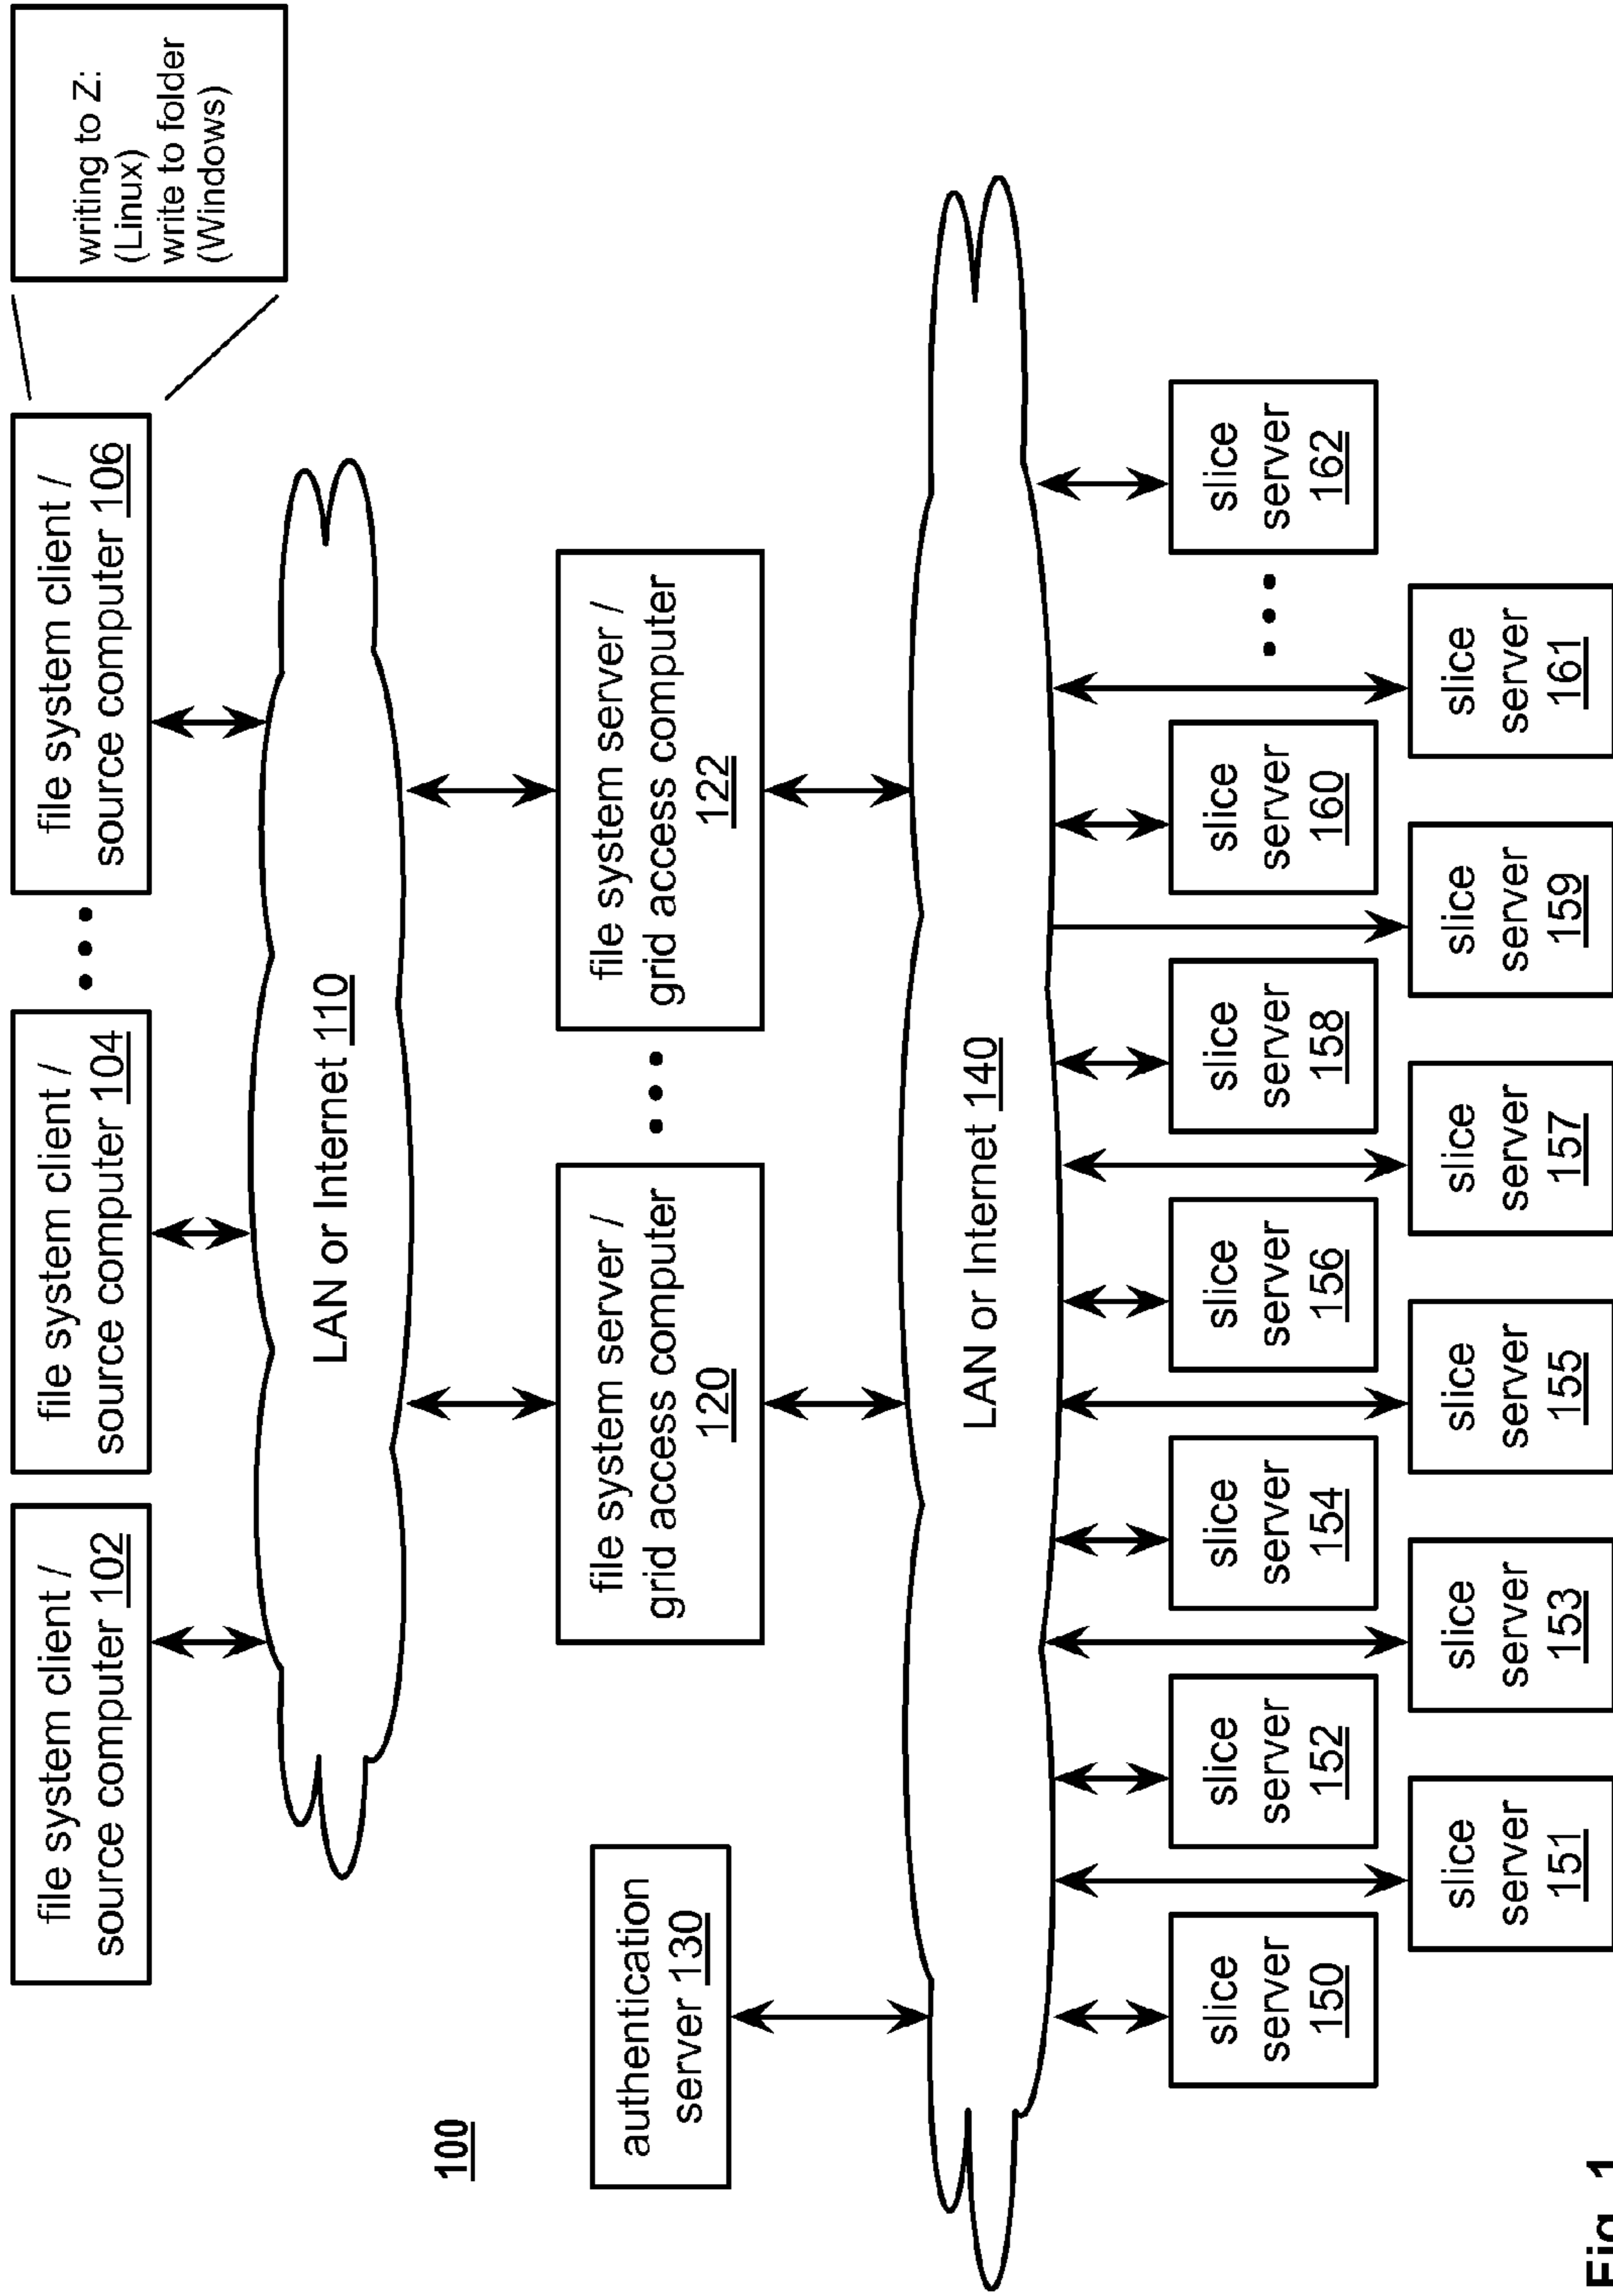 file system client /
source computer 102
file system client /
source computer 104
file system client /
source computer 106
writing to Z:
(Linux)
write to folder
(Windows)
LAN or Internet 110
100
authentication
server 130
file system server /
grid access computer
120
file system server /
grid access computer
122
LAN or Internet 140
slice
server
150
slice
server
152
slice
server
154
slice
server
156
slice
server
158
slice
server
160
slice
server
162
slice
server
151
slice
server
153
slice
server
155
slice
server
157
slice
server
159
slice
server
161
Fig. 1